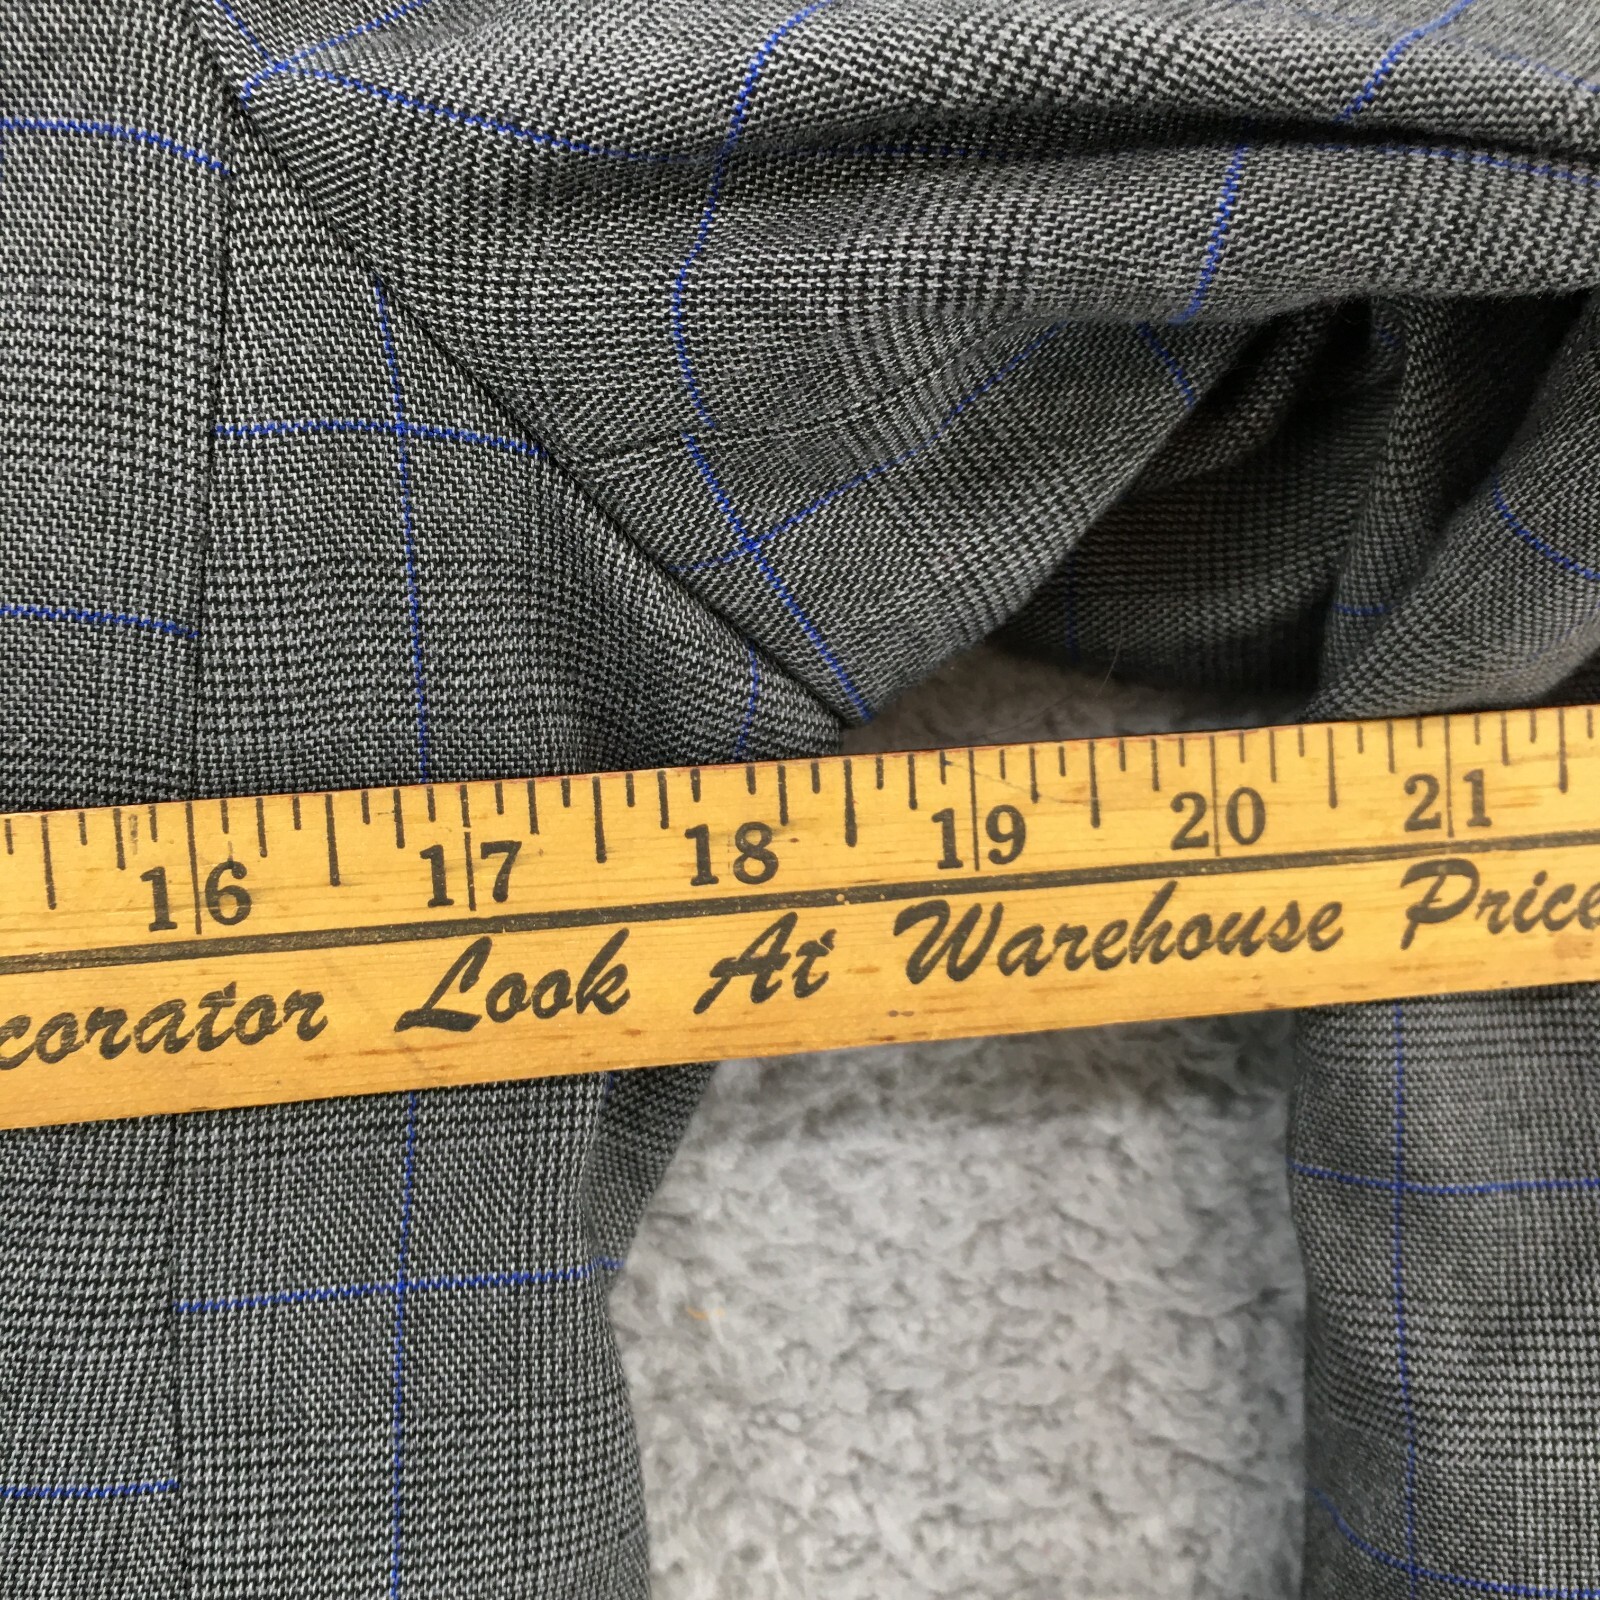 16 17 18 19 20 21
corator Look At Warehouse Price